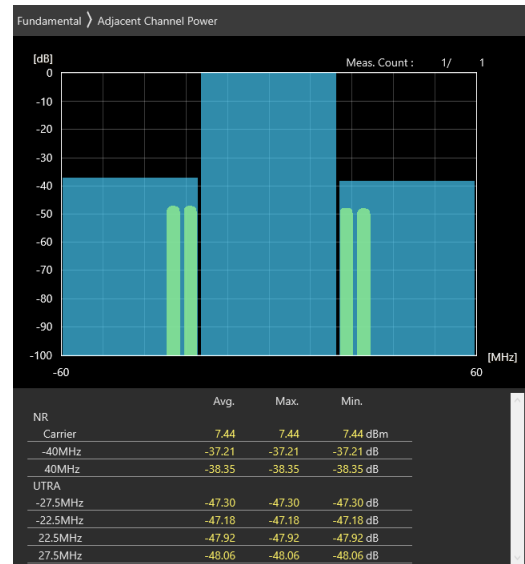 Fundamental ⟩ Adjacent Channel Power
[dB]
Meas. Count : 1/ 1
0
-10
-20
-30
-40
-50
-60
-70
-80
-90
-100
[MHz]
-60 60
Avg. Max. Min.
NR
Carrier 7.44 7.44 7.44 dBm
-40MHz -37.21 -37.21 -37.21 dB
40MHz -38.35 -38.35 -38.35 dB
UTRA
-27.5MHz -47.30 -47.30 -47.30 dB
-22.5MHz -47.18 -47.18 -47.18 dB
22.5MHz -47.92 -47.92 -47.92 dB
27.5MHz -48.06 -48.06 -48.06 dB